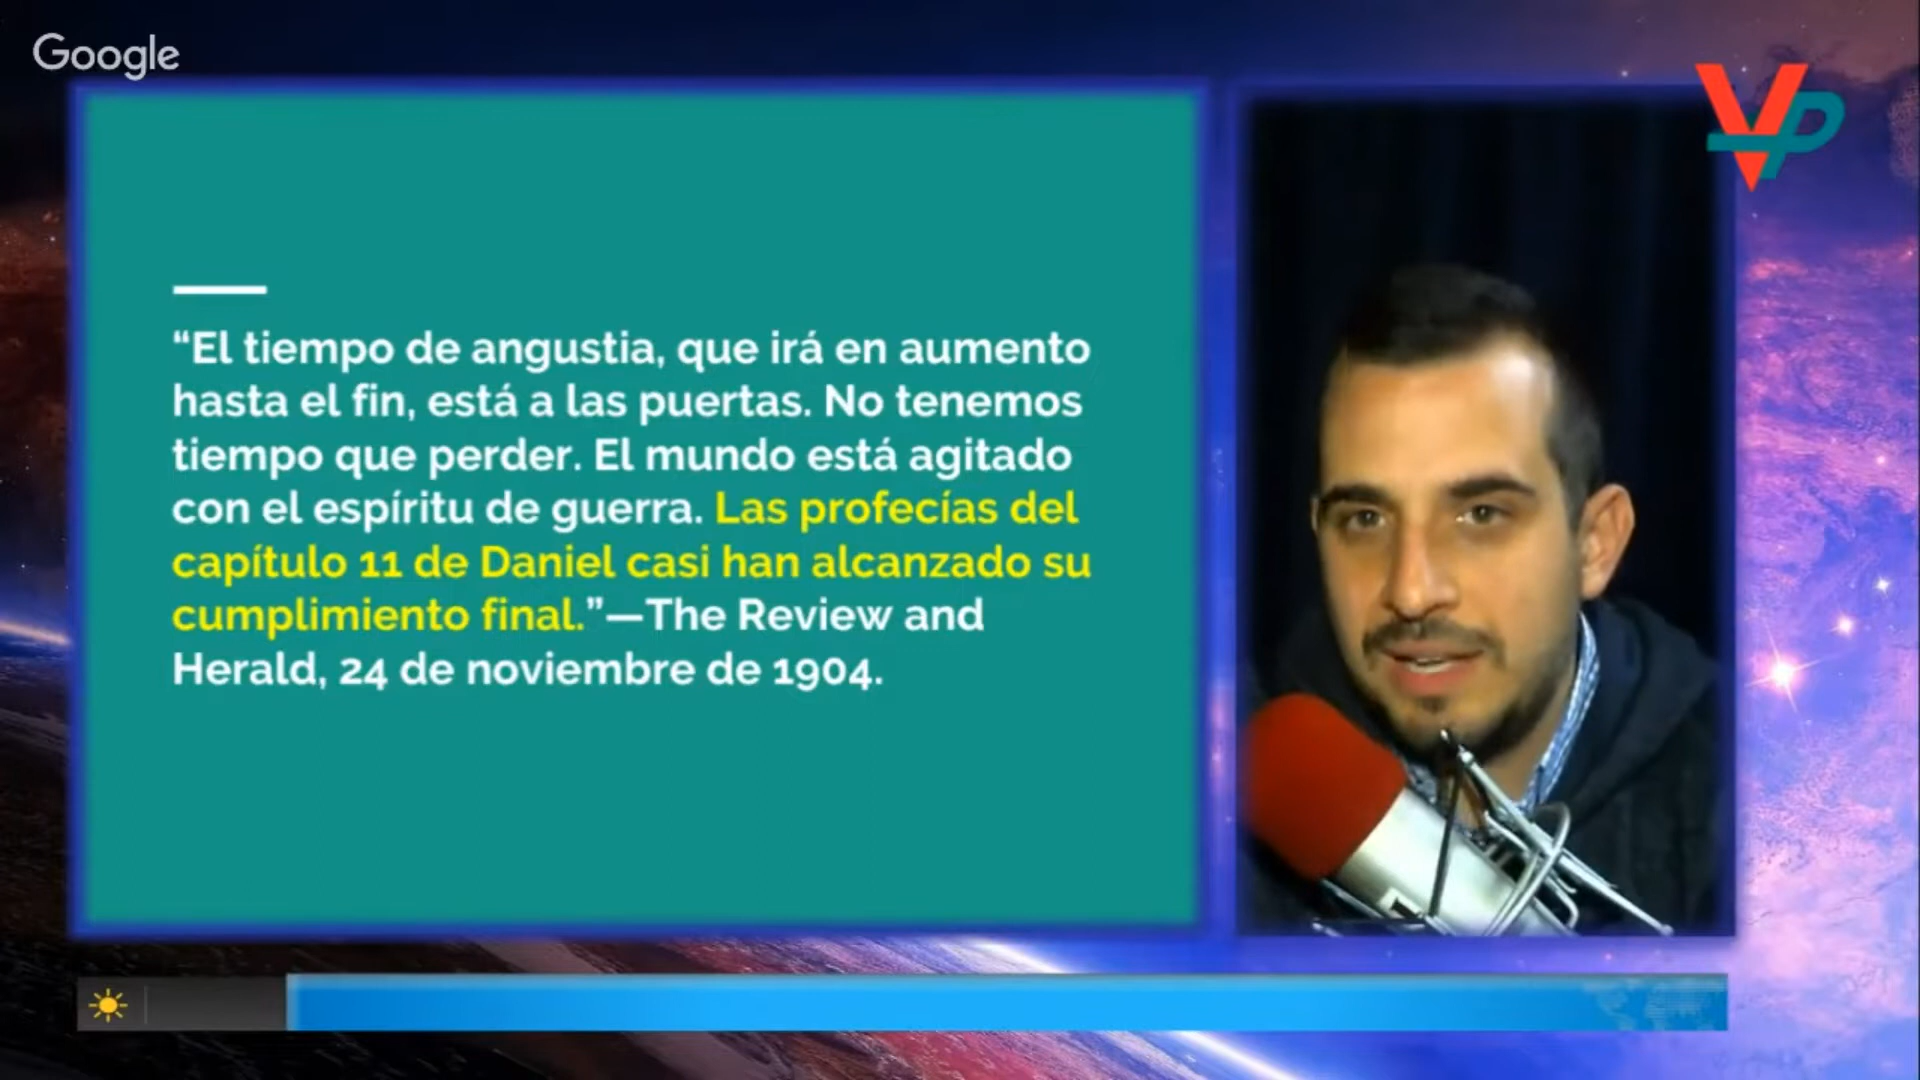 Google
VP
“El tiempo de angustia, que irá en aumento
hasta el fin, está a las puertas. No tenemos
tiempo que perder. El mundo está agitado
con el espíritu de guerra. Las profecías del
capítulo 11 de Daniel casi han alcanzado su
cumplimiento final.”—The Review and
Herald, 24 de noviembre de 1904.